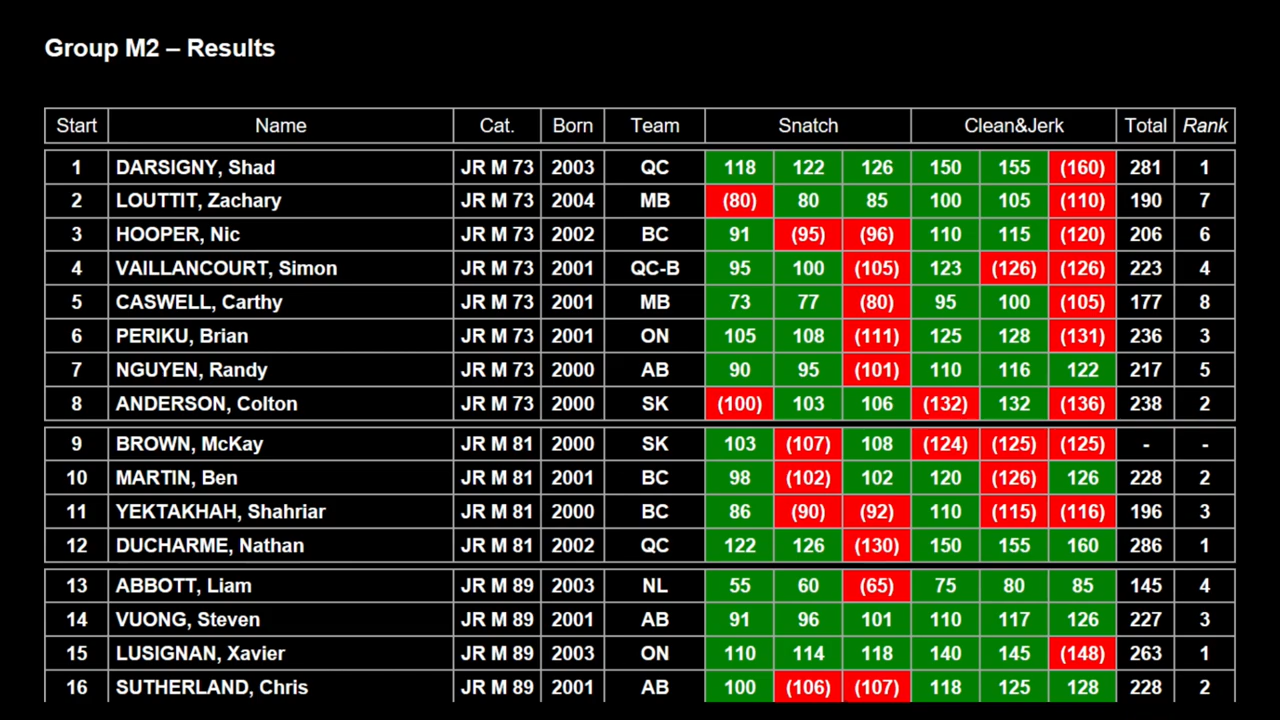 Group M2 – Results
Start Name Cat. Born Team Snatch Clean&Jerk Total Rank
1 DARSIGNY, Shad JR M 73 2003 QC 118 122 126 150 155 (160) 281 1
2 LOUTTIT, Zachary JR M 73 2004 MB (80) 80 85 100 105 (110) 190 7
3 HOOPER, Nic JR M 73 2002 BC 91 (95) (96) 110 115 (120) 206 6
4 VAILLANCOURT, Simon JR M 73 2001 QC-B 95 100 (105) 123 (126) (126) 223 4
5 CASWELL, Carthy JR M 73 2001 MB 73 77 (80) 95 100 (105) 177 8
6 PERIKU, Brian JR M 73 2001 ON 105 108 (111) 125 128 (131) 236 3
7 NGUYEN, Randy JR M 73 2000 AB 90 95 (101) 110 116 122 217 5
8 ANDERSON, Colton JR M 73 2000 SK (100) 103 106 (132) 132 (136) 238 2
9 BROWN, McKay JR M 81 2000 SK 103 (107) 108 (124) (125) (125) - -
10 MARTIN, Ben JR M 81 2001 BC 98 (102) 102 120 (126) 126 228 2
11 YEKTAKHAH, Shahriar JR M 81 2000 BC 86 (90) (92) 110 (115) (116) 196 3
12 DUCHARME, Nathan JR M 81 2002 QC 122 126 (130) 150 155 160 286 1
13 ABBOTT, Liam JR M 89 2003 NL 55 60 (65) 75 80 85 145 4
14 VUONG, Steven JR M 89 2001 AB 91 96 101 110 117 126 227 3
15 LUSIGNAN, Xavier JR M 89 2003 ON 110 114 118 140 145 (148) 263 1
16 SUTHERLAND, Chris JR M 89 2001 AB 100 (106) (107) 118 125 128 228 2